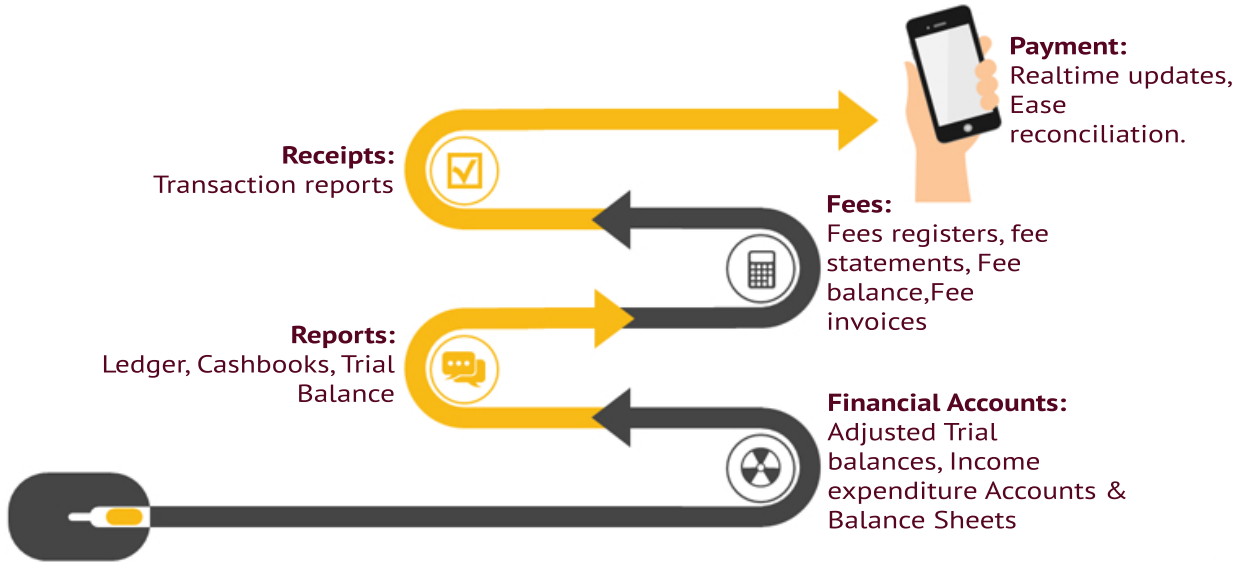 Payment:
Realtime updates,
Ease
reconciliation.
Receipts:
Transaction reports
Fees:
Fees registers, fee
statements, Fee
balance,Fee
invoices
Reports:
Ledger, Cashbooks, Trial
Balance
Financial Accounts:
Adjusted Trial
balances, Income
expenditure Accounts &
Balance Sheets